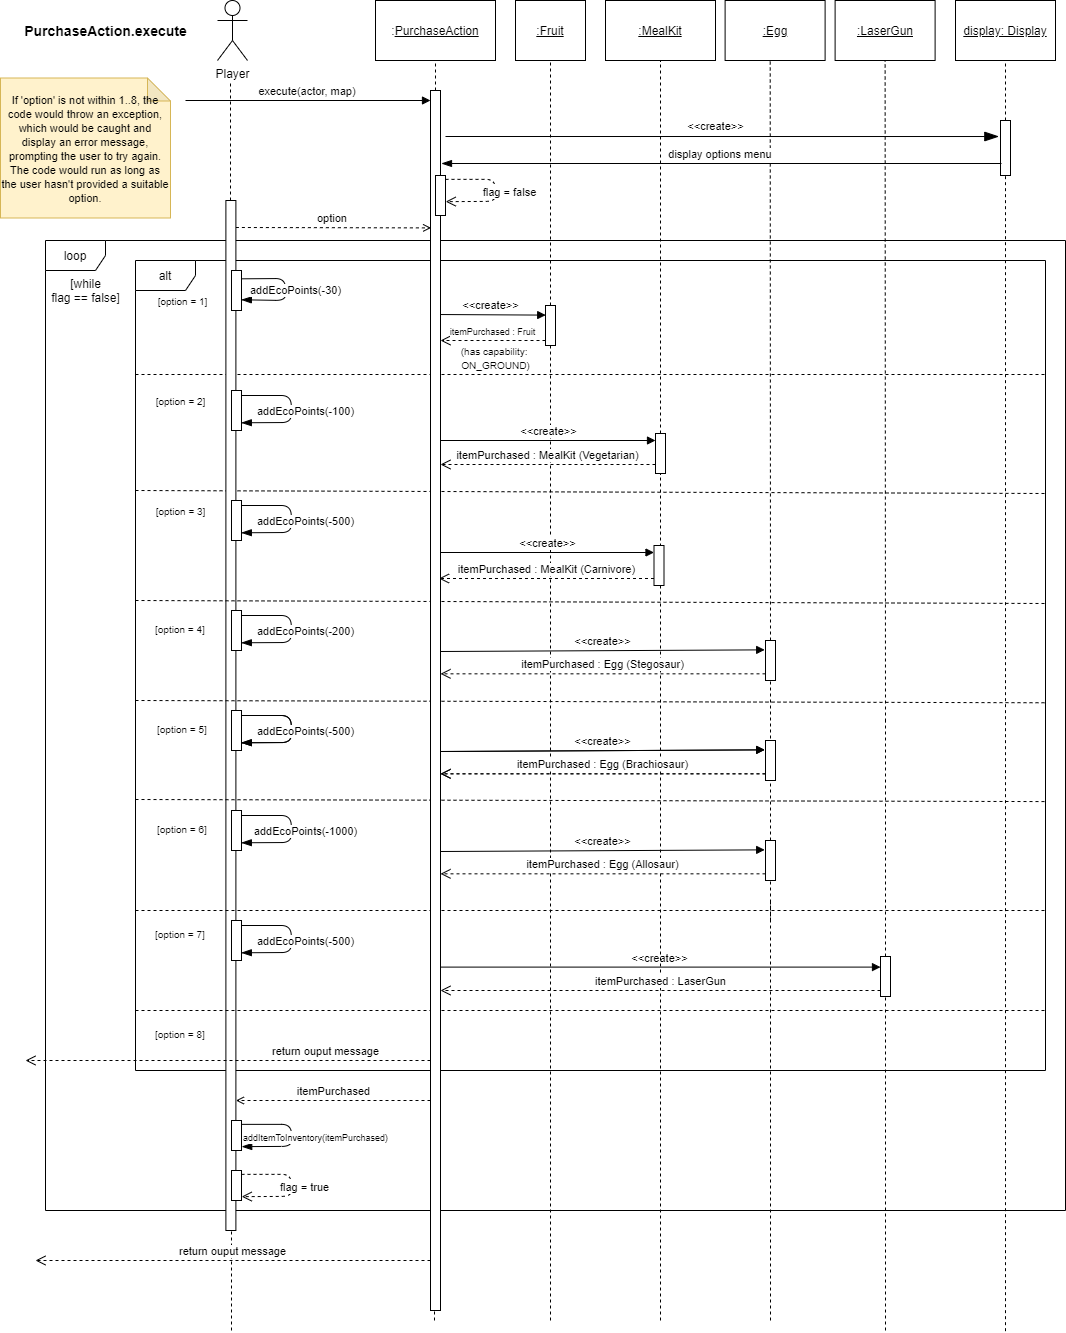 PurchaseAction.execute
Player
:PurchaseAction
:Fruit
:MealKit
:Egg
:LaserGun
display: Display
If 'option' is not within 1..8, the
code would throw an exception,
which would be caught and
display an error message,
prompting the user to try again.
The code would run as long as
the user hasn't provided a suitable
option.
execute(actor, map)
<<create>>
display options menu
flag = false
option
loop
[while
flag == false]
alt
[option = 1]
addEcoPoints(-30)
<<create>>
itemPurchased : Fruit
(has capability:
ON_GROUND)
[option = 2]
addEcoPoints(-100)
<<create>>
itemPurchased : MealKit (Vegetarian)
[option = 3]
addEcoPoints(-500)
<<create>>
itemPurchased : MealKit (Carnivore)
[option = 4]
addEcoPoints(-200)
<<create>>
itemPurchased : Egg (Stegosaur)
[option = 5]
addEcoPoints(-500)
<<create>>
itemPurchased : Egg (Brachiosaur)
[option = 6]
addEcoPoints(-1000)
<<create>>
itemPurchased : Egg (Allosaur)
[option = 7]
addEcoPoints(-500)
<<create>>
itemPurchased : LaserGun
[option = 8]
return ouput message
itemPurchased
addItemToInventory(itemPurchased)
flag = true
return ouput message